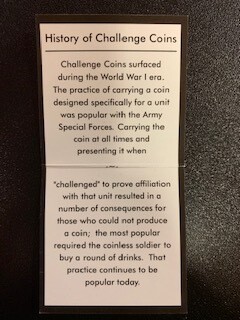 History of Challenge Coins
Challenge Coins surfaced
during the World War I era.
The practice of carrying a coin
designed specifically for a unit
was popular with the Army
Special Forces. Carrying the
coin at all times and
presenting it when
"challenged" to prove affiliation
with that unit resulted in a
number of consequences for
those who could not produce
a coin; the most popular
required the coinless soldier to
buy a round of drinks. That
practice continues to be
popular today.